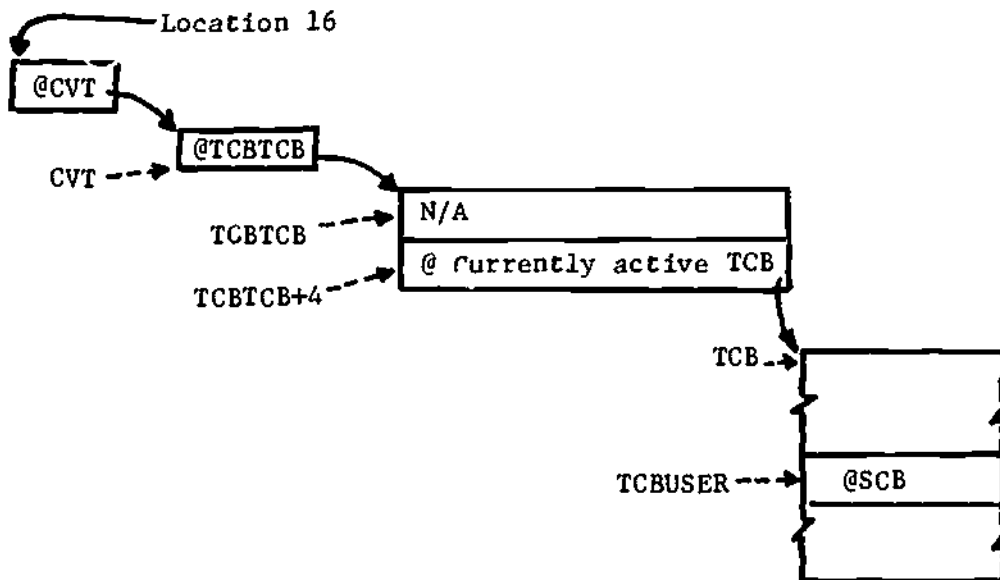 Location 16
@CVT
@TCBTCB
CVT
N/A
TCBTCB
@ Currently active TCB
TCBTCB+4
TCB
TCBUSER
@SCB